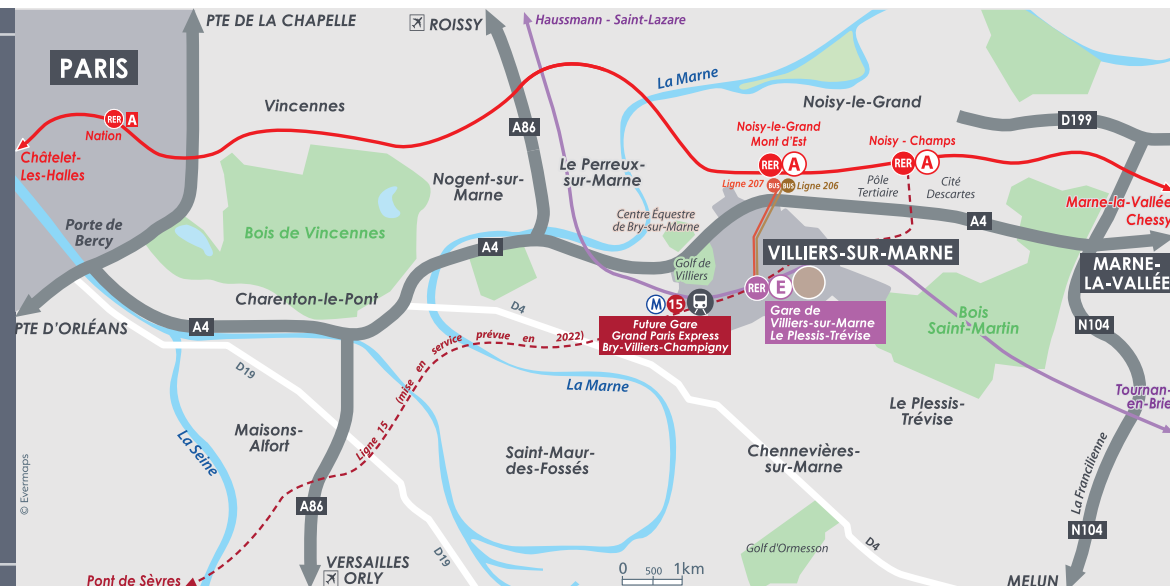 PTE DE LA CHAPELLE
ROISSY
Haussmann - Saint-Lazare
PARIS
La Marne
Noisy-le-Grand
Vincennes
RER A
Nation
A86
D199
Noisy-le-Grand
Mont d'Est
RER A
Noisy - Champs
RER A
Châtelet-
Les-Halles
Le Perreux-
sur-Marne
Nogent-sur-
Marne
Ligne 207
BUS
BUS
Ligne 206
Pôle
Tertiaire
Cité
Descartes
Marne-la-Vallée
Chessy
Porte de
Bercy
Bois de Vincennes
Centre Équestre
de Bry-sur-Marne
A4
A4
VILLIERS-SUR-MARNE
MARNE-
LA-VALLÉE
Golf de
Villiers
RER E
Charenton-le-Pont
D4
M 15
Gare de
Villiers-sur-Marne
Le Plessis-Trévise
Bois
Saint-Martin
N104
PTE D'ORLÉANS
A4
Future Gare
Grand Paris Express
Bry-Villiers-Champigny
Ligne 15 (mise en service prévue en 2022)
D19
La Marne
Tournan-
en-Brie
Le Plessis-
Trévise
Maisons-
Alfort
La Seine
Saint-Maur-
des-Fossés
Chennevières-
sur-Marne
La Francilienne
© Evermaps
A86
N104
D19
D4
Golf d'Ormesson
VERSAILLES
ORLY
Pont de Sèvres
0 500 1km
MELUN